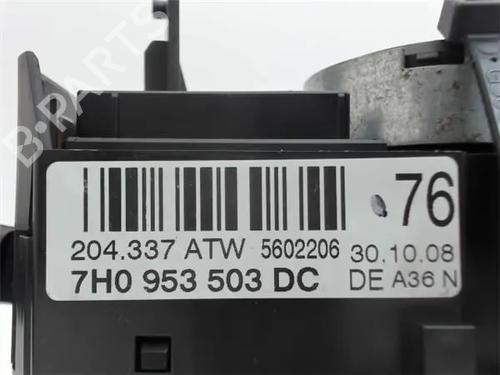 B-PARTS
76
204.337 ATW 5602206 30.10.08
7H0 953 503 DC DE A36 N